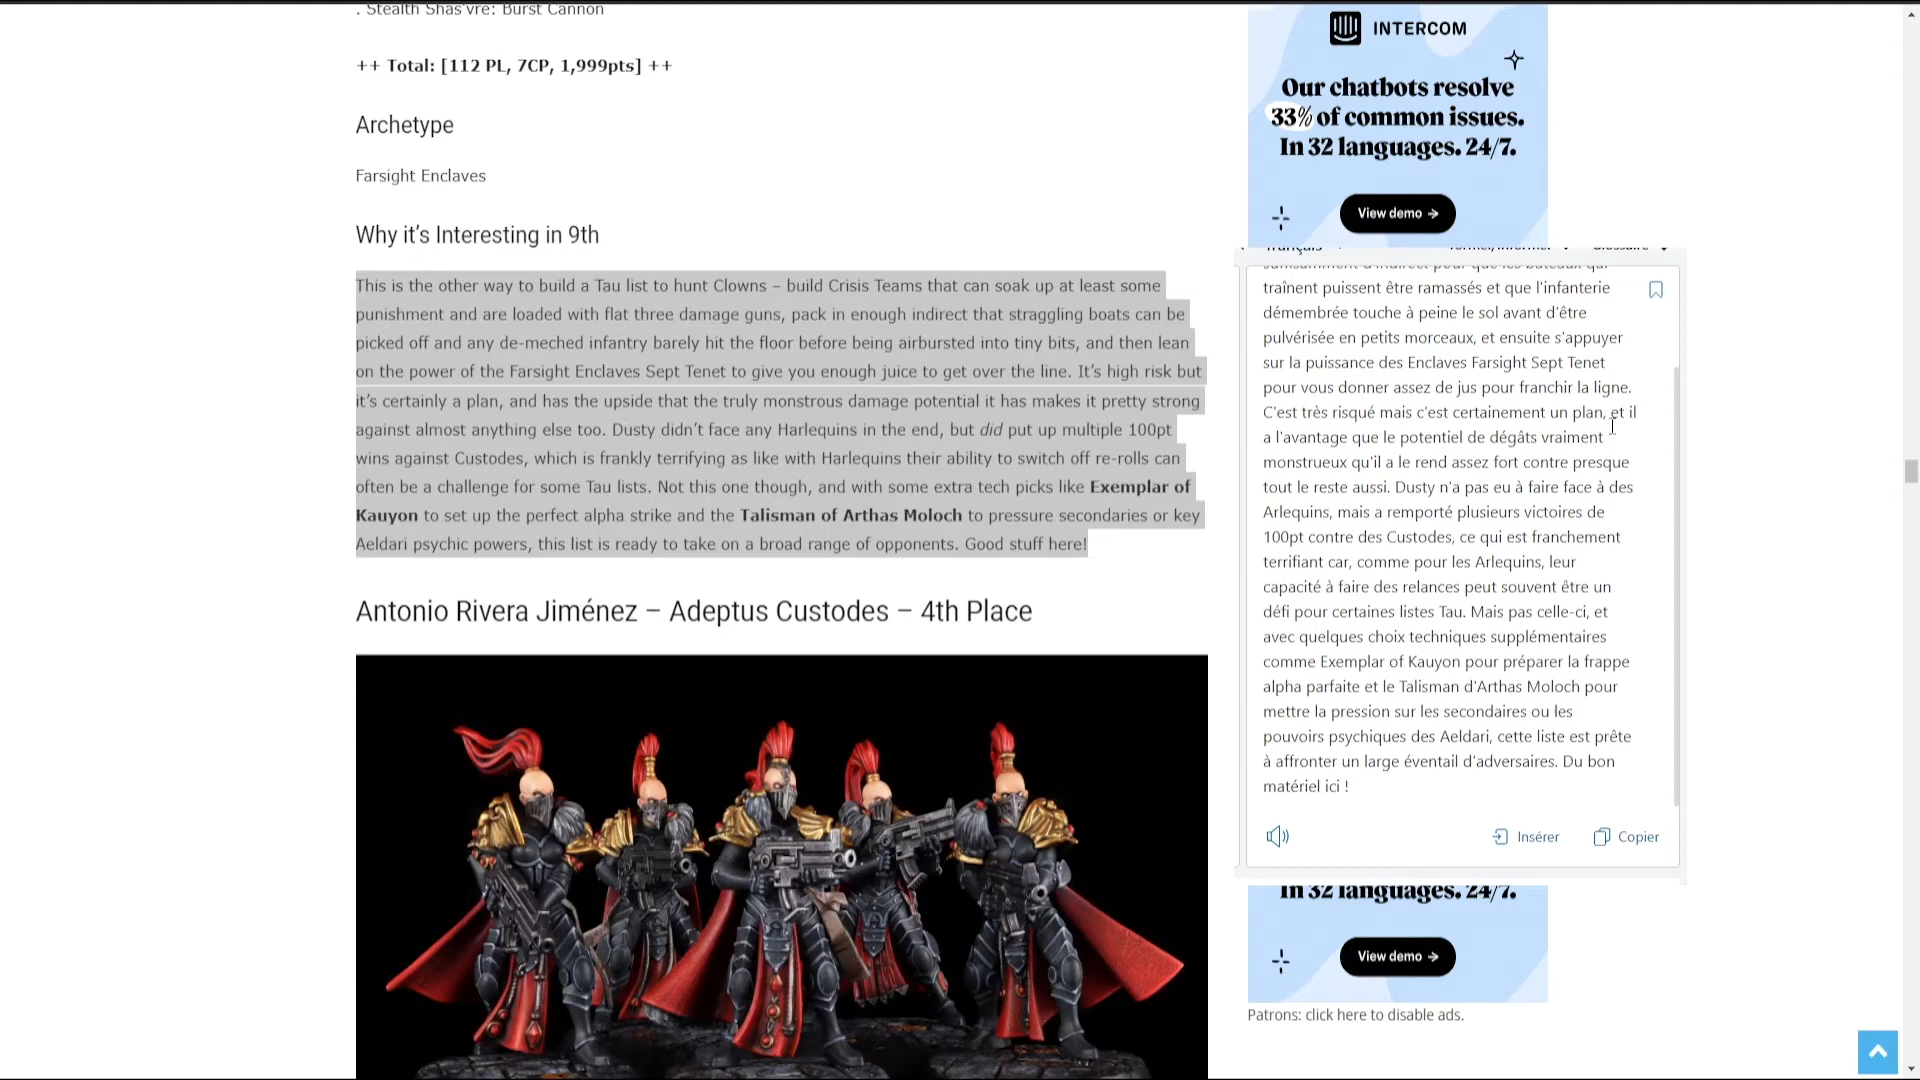 . Stealth Shas'vre: Burst Cannon
++ Total: [112 PL, 7CP, 1,999pts] ++
Archetype
Farsight Enclaves
Why it's Interesting in 9th
This is the other way to build a Tau list to hunt Clowns – build Crisis Teams that can soak up at least some
punishment and are loaded with flat three damage guns, pack in enough indirect that straggling boats can be
picked off and any de-meched infantry barely hit the floor before being airbursted into tiny bits, and then lean
on the power of the Farsight Enclaves Sept Tenet to give you enough juice to get over the line. It's high risk but
it's certainly a plan, and has the upside that the truly monstrous damage potential it has makes it pretty strong
against almost anything else too. Dusty didn't face any Harlequins in the end, but did put up multiple 100pt
wins against Custodes, which is frankly terrifying as like with Harlequins their ability to switch off re-rolls can
often be a challenge for some Tau lists. Not this one though, and with some extra tech picks like Exemplar of
Kauyon to set up the perfect alpha strike and the Talisman of Arthas Moloch to pressure secondaries or key
Aeldari psychic powers, this list is ready to take on a broad range of opponents. Good stuff here!
Antonio Rivera Jiménez – Adeptus Custodes – 4th Place
INTERCOM
Our chatbots resolve
33% of common issues.
In 32 languages. 24/7.
View demo →
français
suffisamment d'indirect pour que les bateaux qui
traînent puissent être ramassés et que l'infanterie
démembrée touche à peine le sol avant d'être
pulvérisée en petits morceaux, et ensuite s'appuyer
sur la puissance des Enclaves Farsight Sept Tenet
pour vous donner assez de jus pour franchir la ligne.
C'est très risqué mais c'est certainement un plan, et il
a l'avantage que le potentiel de dégâts vraiment
monstrueux qu'il a le rend assez fort contre presque
tout le reste aussi. Dusty n'a pas eu à faire face à des
Arlequins, mais a remporté plusieurs victoires de
100pt contre des Custodes, ce qui est franchement
terrifiant car, comme pour les Arlequins, leur
capacité à faire des relances peut souvent être un
défi pour certaines listes Tau. Mais pas celle-ci, et
avec quelques choix techniques supplémentaires
comme Exemplar of Kauyon pour préparer la frappe
alpha parfaite et le Talisman d'Arthas Moloch pour
mettre la pression sur les secondaires ou les
pouvoirs psychiques des Aeldari, cette liste est prête
à affronter un large éventail d'adversaires. Du bon
matériel ici !
Insérer
Copier
In 32 languages. 24/7.
View demo →
Patrons: click here to disable ads.